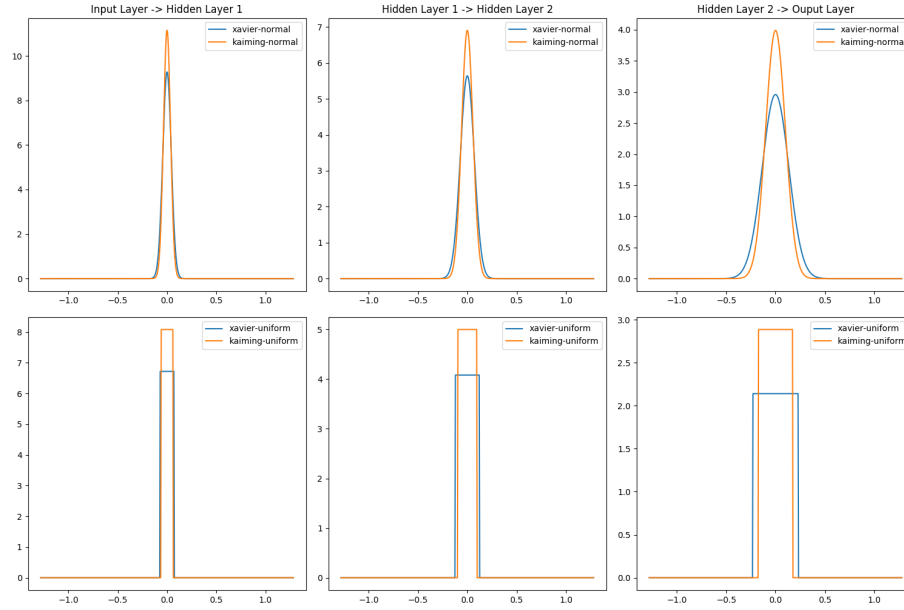 Input Layer -> Hidden Layer 1
xavier-normal
kaiming-normal
10
8
6
4
2
0
−1.0 −0.5 0.0 0.5 1.0
Hidden Layer 1 -> Hidden Layer 2
xavier-normal
kaiming-normal
7
6
5
4
3
2
1
0
−1.0 −0.5 0.0 0.5 1.0
Hidden Layer 2 -> Ouput Layer
xavier-normal
kaiming-normal
4.0
3.5
3.0
2.5
2.0
1.5
1.0
0.5
0.0
−1.0 −0.5 0.0 0.5 1.0
xavier-uniform
kaiming-uniform
8
7
6
5
4
3
2
1
0
−1.0 −0.5 0.0 0.5 1.0
xavier-uniform
kaiming-uniform
5
4
3
2
1
0
−1.0 −0.5 0.0 0.5 1.0
xavier-uniform
kaiming-uniform
3.0
2.5
2.0
1.5
1.0
0.5
0.0
−1.0 −0.5 0.0 0.5 1.0